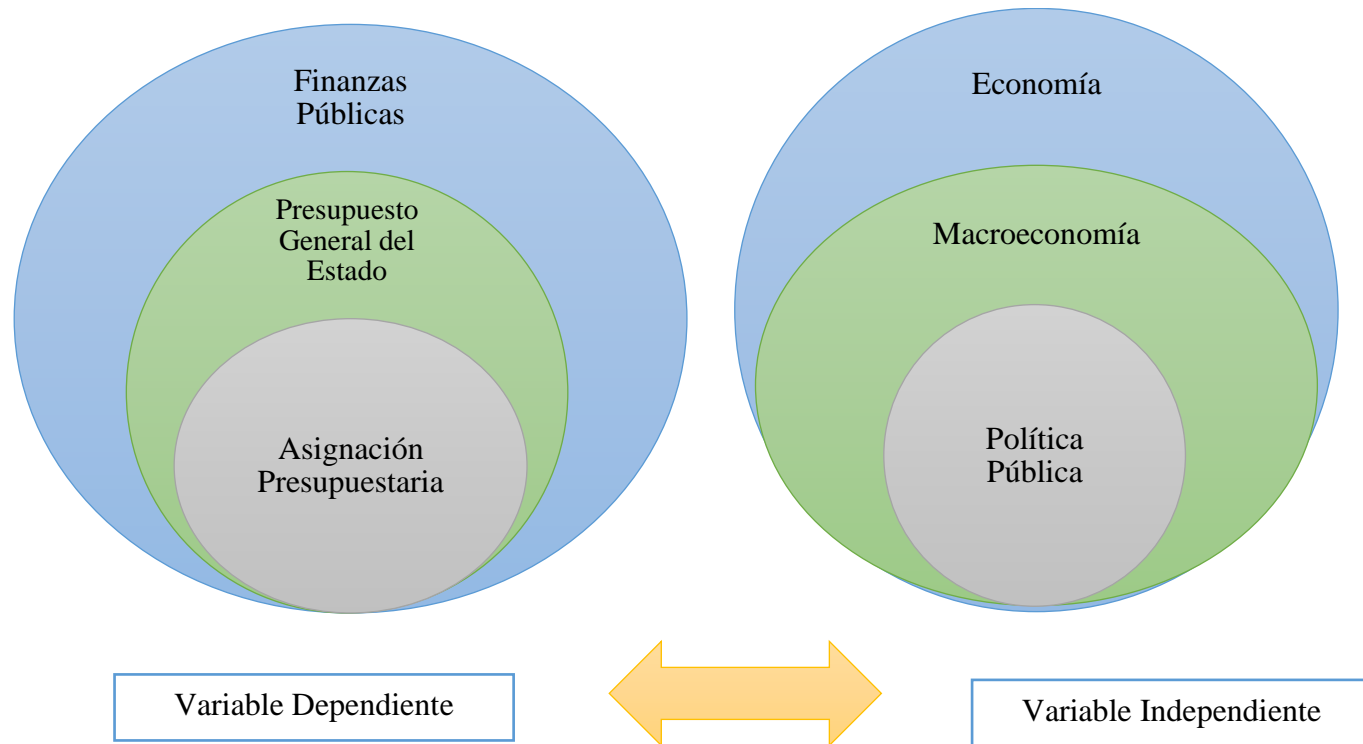 Finanzas
Públicas
Presupuesto
General del
Estado
Asignación
Presupuestaria
Variable Dependiente
Economía
Macroeconomía
Política
Pública
Variable Independiente